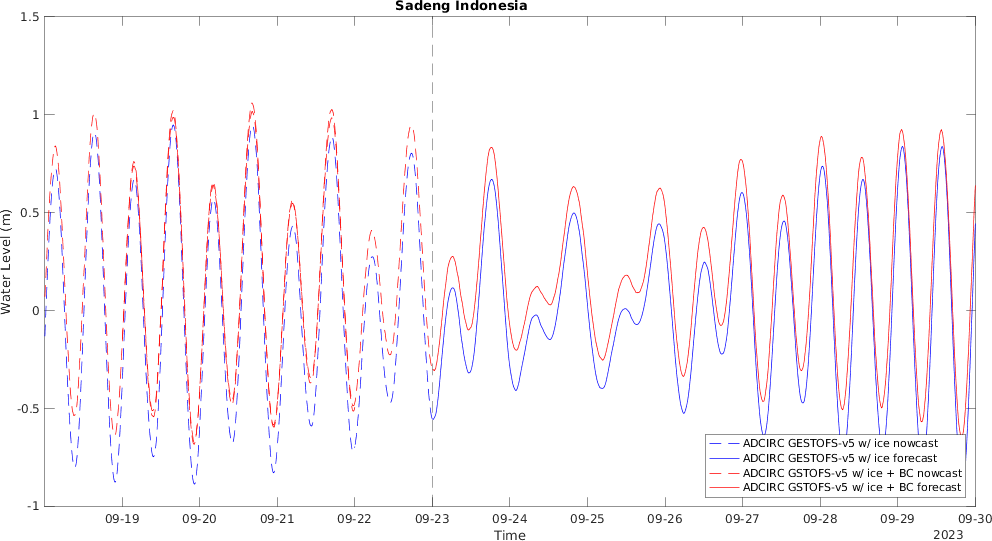 Sadeng Indonesia
1.5
1
0.5
0
-0.5
-1
Water Level (m)
ADCIRC GESTOFS-v5 w/ ice nowcast
ADCIRC GESTOFS-v5 w/ ice forecast
ADCIRC GSTOFS-v5 w/ ice + BC nowcast
ADCIRC GSTOFS-v5 w/ ice + BC forecast
09-19 09-20 09-21 09-22 09-23 09-24 09-25 09-26 09-27 09-28 09-29 09-30
Time
2023